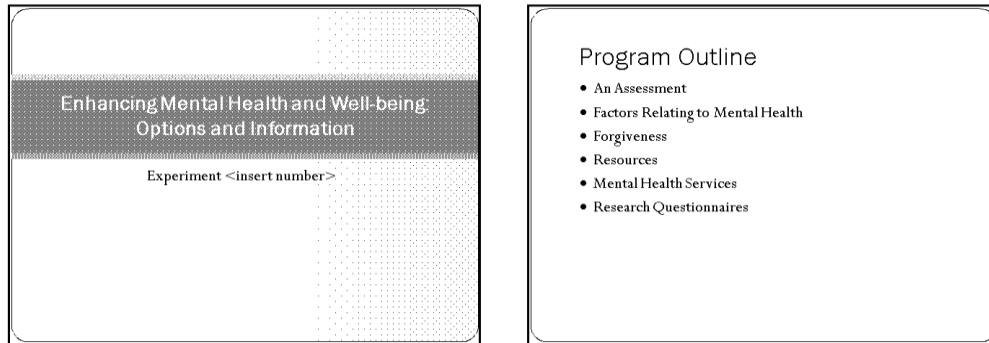 Enhancing Mental Health and Well-being:
Options and Information
Experiment <insert number>
Program Outline
• An Assessment
• Factors Relating to Mental Health
• Forgiveness
• Resources
• Mental Health Services
• Research Questionnaires